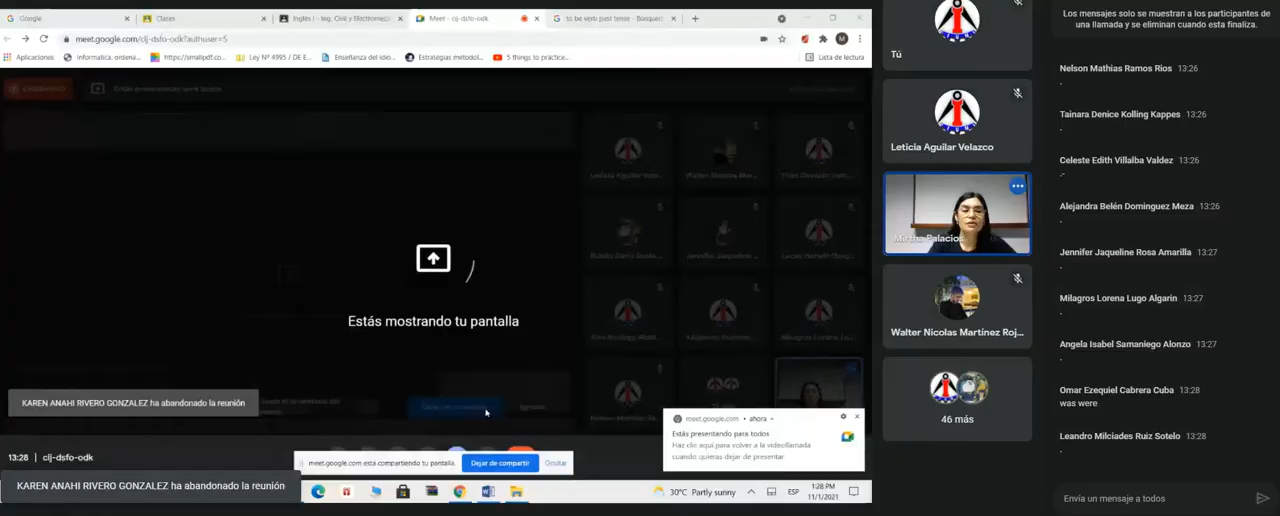 Google
Clases
Inglés I - Ing. Civil y Electromec
Meet - cij-dsfo-odk
to be verb past tense - Búsqued
meet.google.com/cij-dsfo-odk?authuser=5
Aplicaciones
Informatica. ordena...
https://smallpdf.c...
Ley N° 4995 / DE E...
Enseñanza del idio...
Estrategias metodol...
5 things to practice...
Lista de lectura
Estás mostrando tu pantalla
KAREN ANAHI RIVERO GONZALEZ ha abandonado la reunión
meet.google.com • ahora
Estás presentando para todos
Haz clic aquí para volver a la videollamada
cuando quieras dejar de presentar
13:28 | cij-dsfo-odk
meet.google.com está compartiendo tu pantalla.
Dejar de compartir
Ocultar
KAREN ANAHI RIVERO GONZALEZ ha abandonado la reunión
30°C Partly sunny
ESP
1:28 PM
11/1/2021
Tú
Leticia Aguilar Velazco
Mirtha Palacios
Walter Nicolas Martínez Roj...
46 más
Los mensajes solo se muestran a los participantes de
una llamada y se eliminan cuando esta finaliza.
Nelson Mathias Ramos Rios 13:26
.
Tainara Denice Kolling Kappes 13:26
.
Celeste Edith Villalba Valdez 13:26
.-
Alejandra Belén Dominguez Meza 13:26
.
Jennifer Jaqueline Rosa Amarilla 13:27
.
Milagros Lorena Lugo Algarin 13:27
.
Angela Isabel Samaniego Alonzo 13:27
.
Omar Ezequiel Cabrera Cuba 13:28
was were
Leandro Milciades Ruiz Sotelo 13:28
.
Envía un mensaje a todos